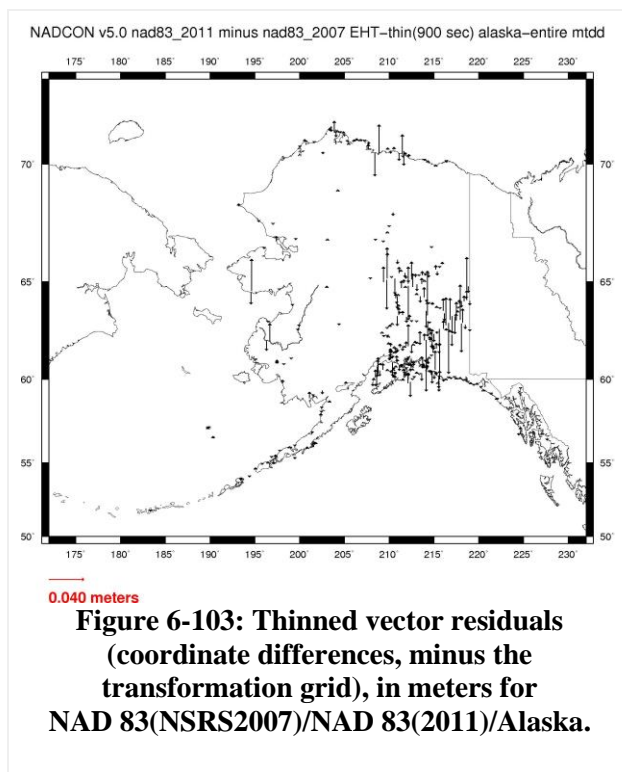 NADCON v5.0 nad83_2011 minus nad83_2007 EHT−thin(900 sec) alaska−entire mtdd
175˚ 180˚ 185˚ 190˚ 195˚ 200˚ 205˚ 210˚ 215˚ 220˚ 225˚ 230˚
70˚ 70˚
65˚ 65˚
60˚ 60˚
55˚ 55˚
50˚ 50˚
175˚ 180˚ 185˚ 190˚ 195˚ 200˚ 205˚ 210˚ 215˚ 220˚ 225˚ 230˚
0.040 meters
Figure 6-103: Thinned vector residuals
(coordinate differences, minus the
transformation grid), in meters for
NAD 83(NSRS2007)/NAD 83(2011)/Alaska.